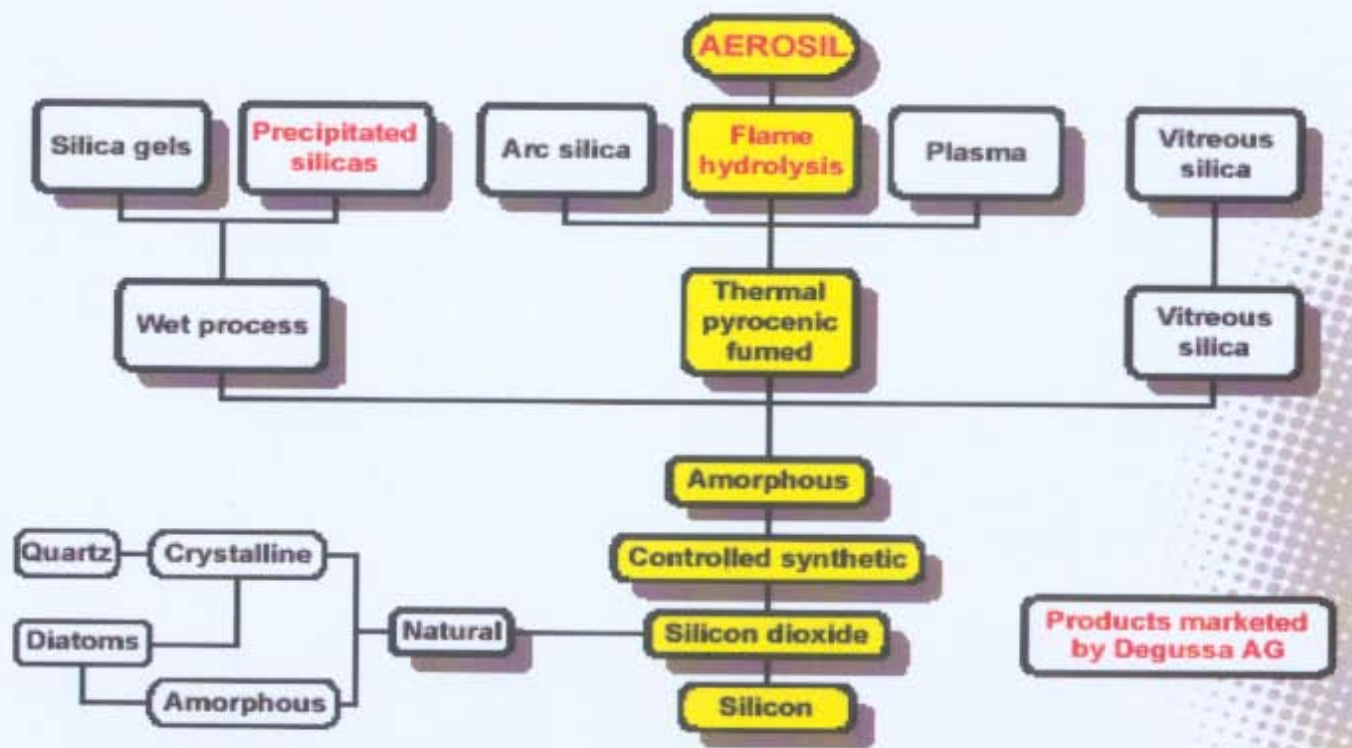 AEROSIL
Silica gels
Precipitated
silicas
Arc silica
Flame
hydrolysis
Plasma
Vitreous
silica
Wet process
Thermal
pyrocenic
fumed
Vitreous
silica
Amorphous
Controlled synthetic
Quartz
Crystalline
Diatoms
Natural
Silicon dioxide
Amorphous
Silicon
Products marketed
by Degussa AG